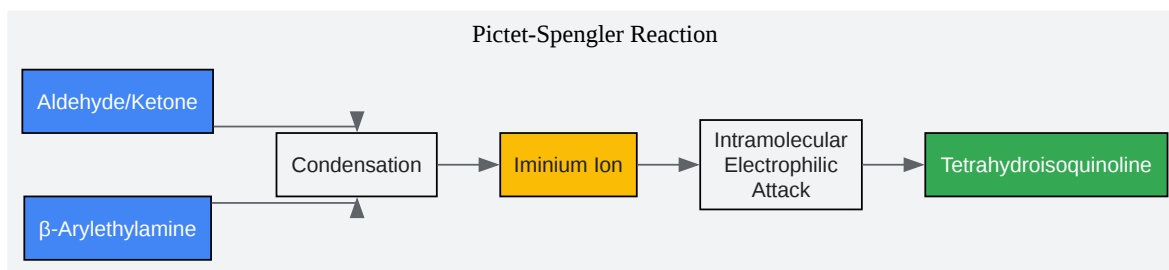 Pictet-Spengler Reaction
Aldehyde/Ketone
β-Arylethylamine
Condensation
Iminium Ion
Intramolecular
Electrophilic
Attack
Tetrahydroisoquinoline